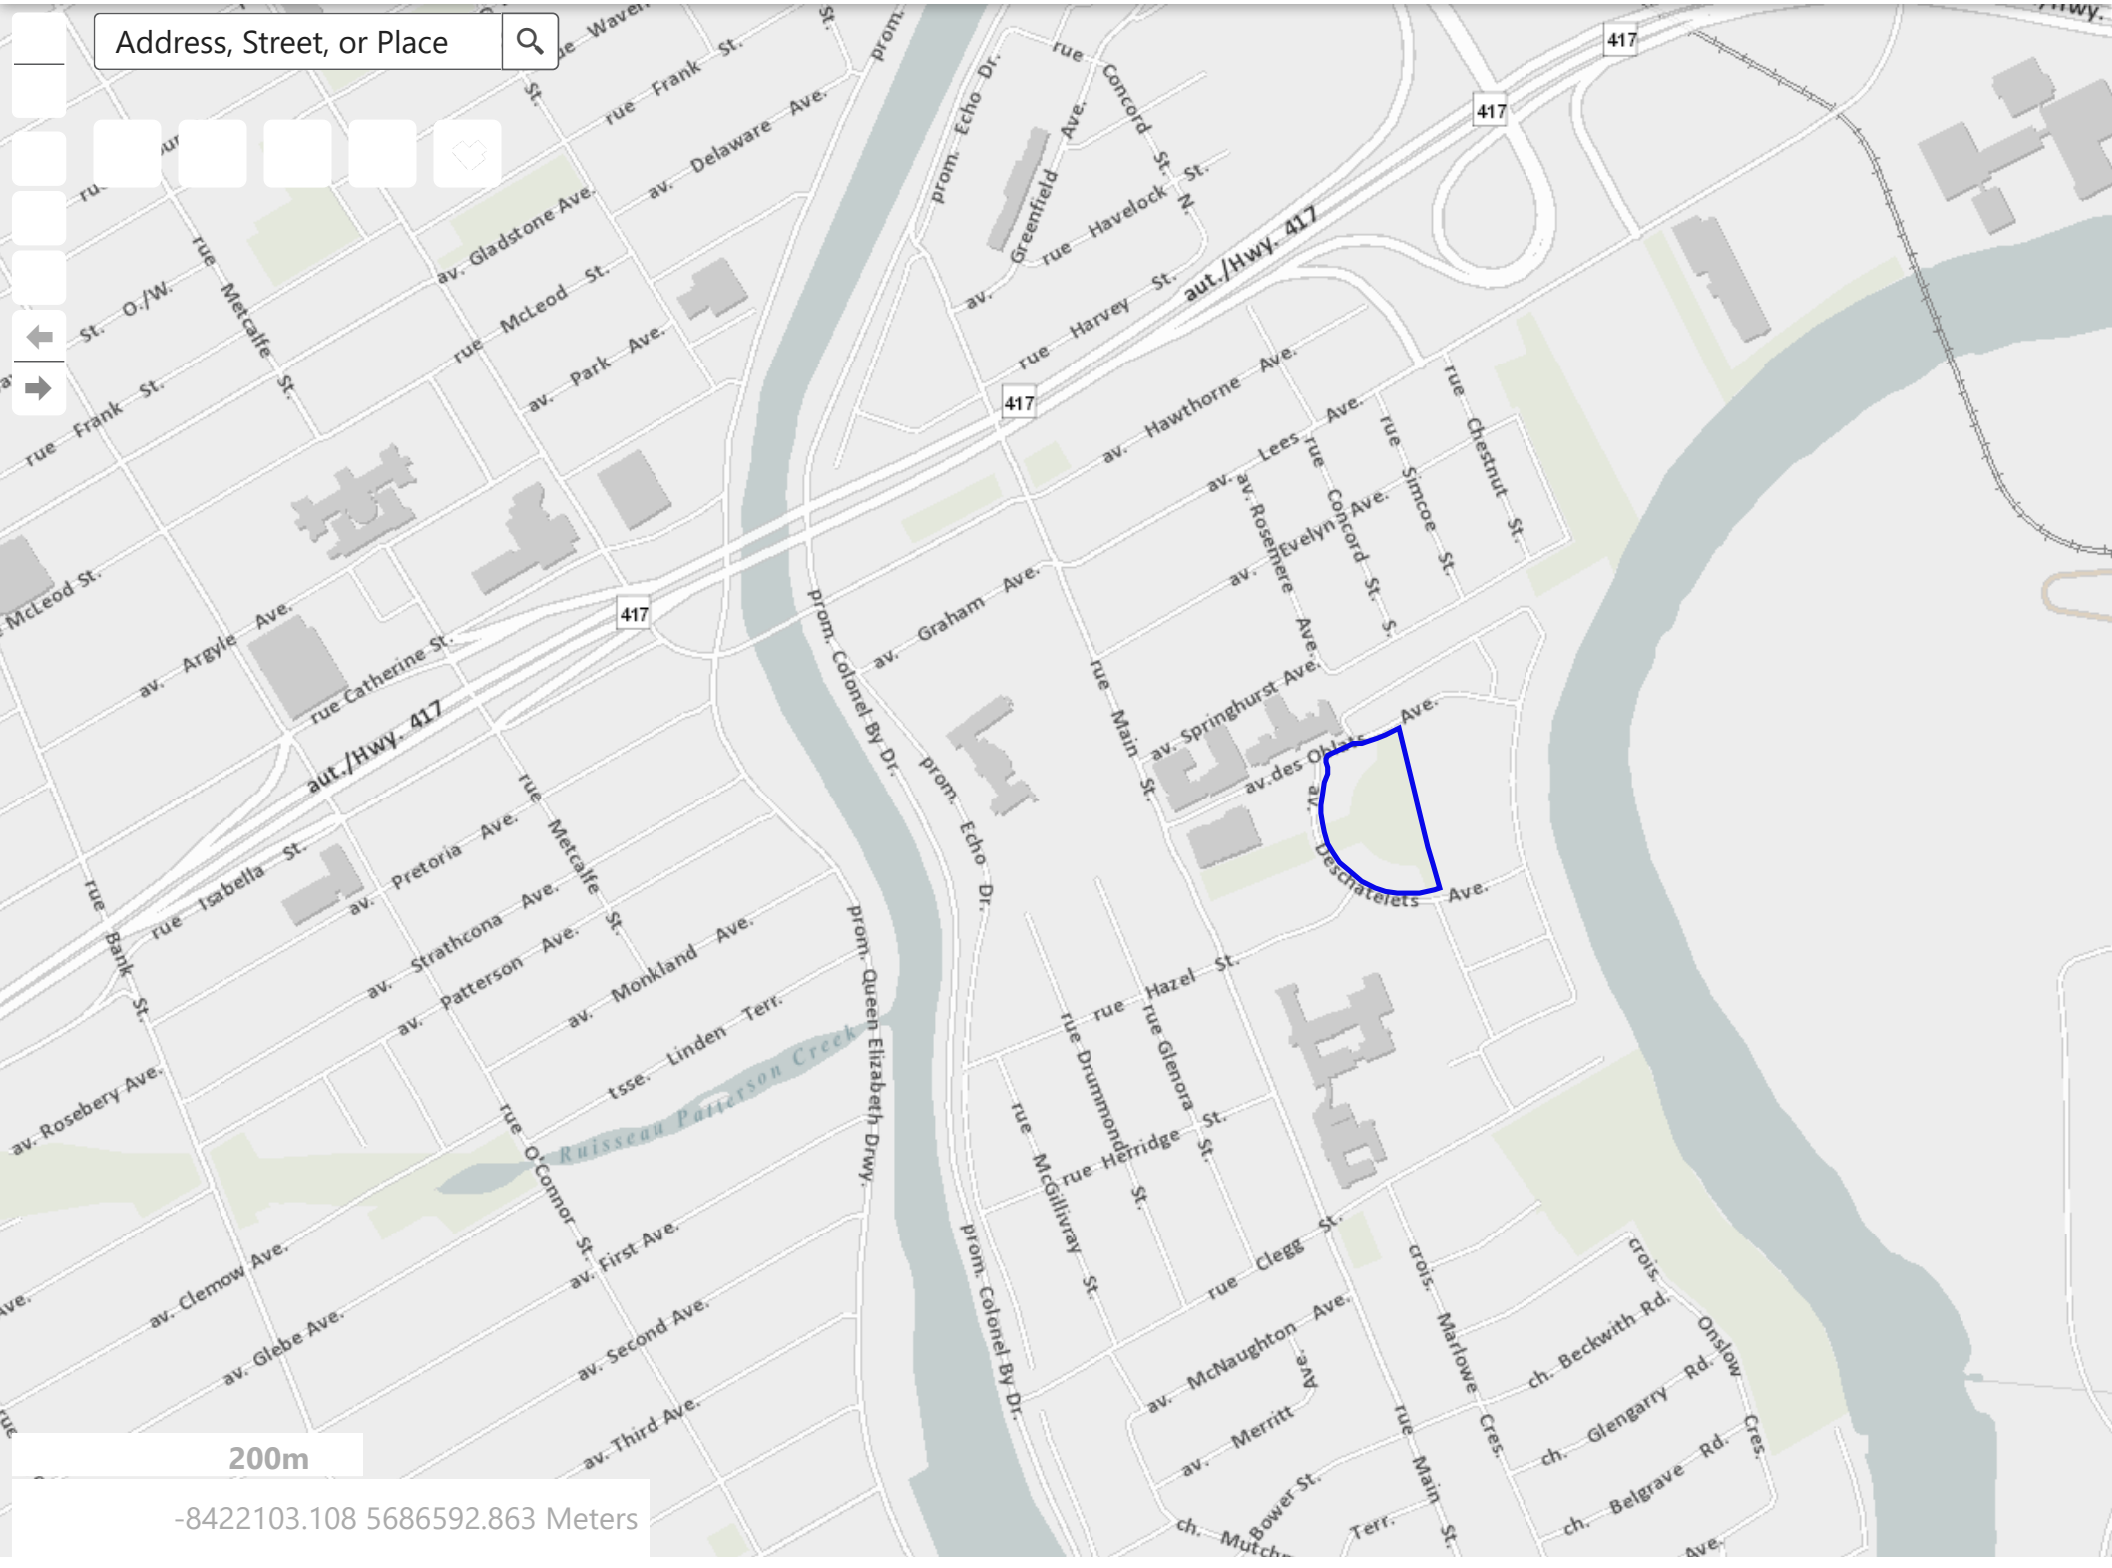 Address, Street, or Place
rue Frank St.
av. Delaware Ave.
av. Gladstone Ave.
rue McLeod St.
av. Park Ave.
rue Metcalfe St.
St. O./W.
rue Frank St.
McLeod St.
av. Argyle Ave.
rue Catherine St.
aut./Hwy. 417
417
rue Isabella St.
av. Pretoria Ave.
rue Metcalfe St.
av. Strathcona Ave.
av. Patterson Ave.
av. Monkland Ave.
tsse. Linden Terr.
Ruisseau Patterson Creek
rue Bank St.
av. Rosebery Ave.
rue O'Connor St.
av. Clemow Ave.
av. Glebe Ave.
av. First Ave.
av. Second Ave.
av. Third Ave.
prom. Queen Elizabeth Drwy.
prom.
prom. Echo Dr.
Greenfield Ave.
av.
rue Concord St. N.
rue Havelock St.
rue Harvey St.
aut./Hwy. 417
417
417
417
Hwy.
av. Hawthorne Ave.
av. Lees Ave.
rue Chestnut St.
rue Simcoe St.
rue Concord St. S.
av. Rosemere Ave.
av. Evelyn Ave.
av. Graham Ave.
prom. Colonel By Dr.
prom. Echo Dr.
rue Main St.
av. Springhurst Ave.
av. des Oblats Ave.
av. Deschatelets Ave.
rue Hazel St.
rue Glenora St.
rue Drummond St.
rue McGillivray St.
rue Herridge St.
rue Clegg St.
prom. Colonel By Dr.
av. McNaughton Ave.
av. Merritt Ave.
Bower St.
rue Main St.
Terr.
crois. Marlowe Cres.
crois. Onslow Cres.
ch. Beckwith Rd.
ch. Glengarry Rd.
ch. Belgrave Rd.
Ave.
200m
-8422103.108 5686592.863 Meters